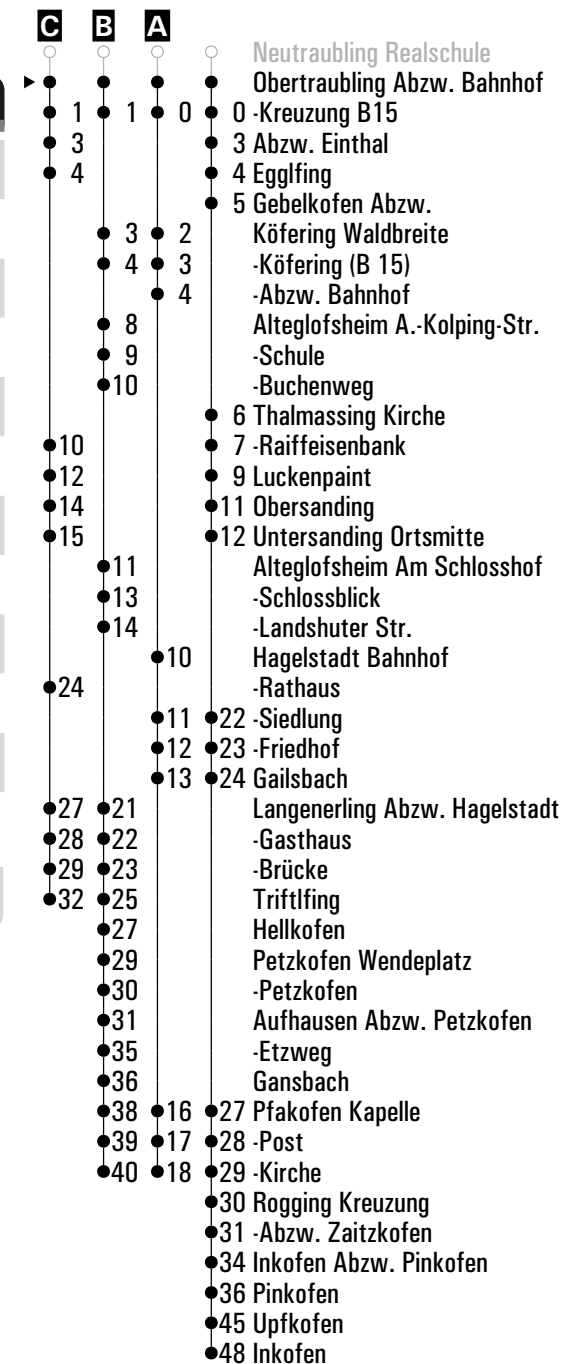 C B A
Neutraubling Realschule
Obertraubling Abzw. Bahnhof
1 1 0 0 -Kreuzung B15
3 3 Abzw. Einthal
4 4 Egglfing
5 Gebelkofen Abzw.
3 2 Köfering Waldbreite
4 3 -Köfering (B 15)
4 -Abzw. Bahnhof
8 Alteglofsheim A.-Kolping-Str.
9 -Schule
10 -Buchenweg
6 Thalmassing Kirche
10 7 -Raiffeisenbank
12 9 Luckenpaint
14 11 Obersanding
15 12 Untersanding Ortsmitte
11 Alteglofsheim Am Schlosshof
13 -Schlossblick
14 -Landshuter Str.
10 Hagelstadt Bahnhof
24 -Rathaus
11 22 -Siedlung
12 23 -Friedhof
13 24 Gailsbach
27 21 Langenerling Abzw. Hagelstadt
28 22 -Gasthaus
29 23 -Brücke
32 25 Triftlfing
27 Hellkofen
29 Petzkofen Wendeplatz
30 -Petzkofen
31 Aufhausen Abzw. Petzkofen
35 -Etzweg
36 Gansbach
38 16 27 Pfakofen Kapelle
39 17 28 -Post
40 18 29 -Kirche
30 Rogging Kreuzung
31 -Abzw. Zaitzkofen
34 Inkofen Abzw. Pinkofen
36 Pinkofen
45 Upfkofen
48 Inkofen